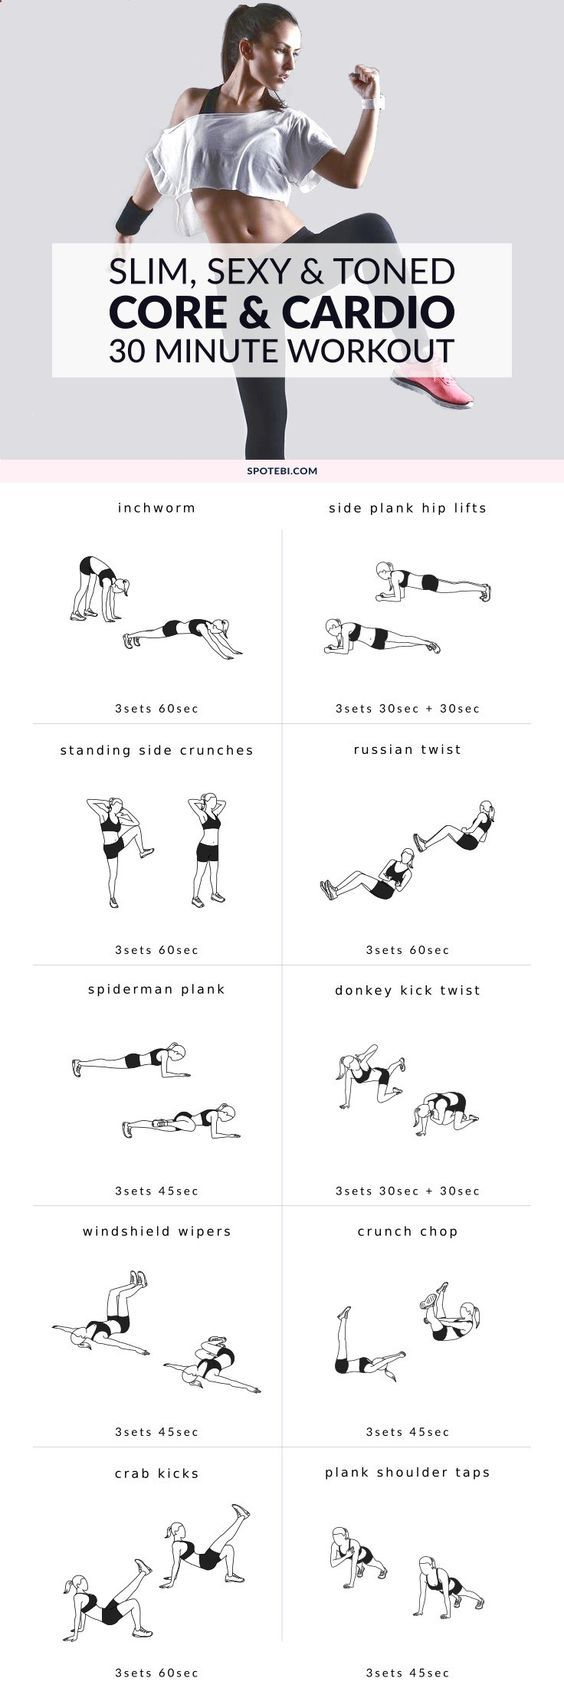 SLIM, SEXY & TONED
CORE & CARDIO
30 MINUTE WORKOUT
SPOTEBI.COM
inchworm
3sets 60sec
side plank hip lifts
3sets 30sec + 30sec
standing side crunches
3sets 60sec
russian twist
3sets 60sec
spiderman plank
3sets 45sec
donkey kick twist
3sets 30sec + 30sec
windshield wipers
3sets 45sec
crunch chop
3sets 45sec
crab kicks
3sets 60sec
plank shoulder taps
3sets 45sec